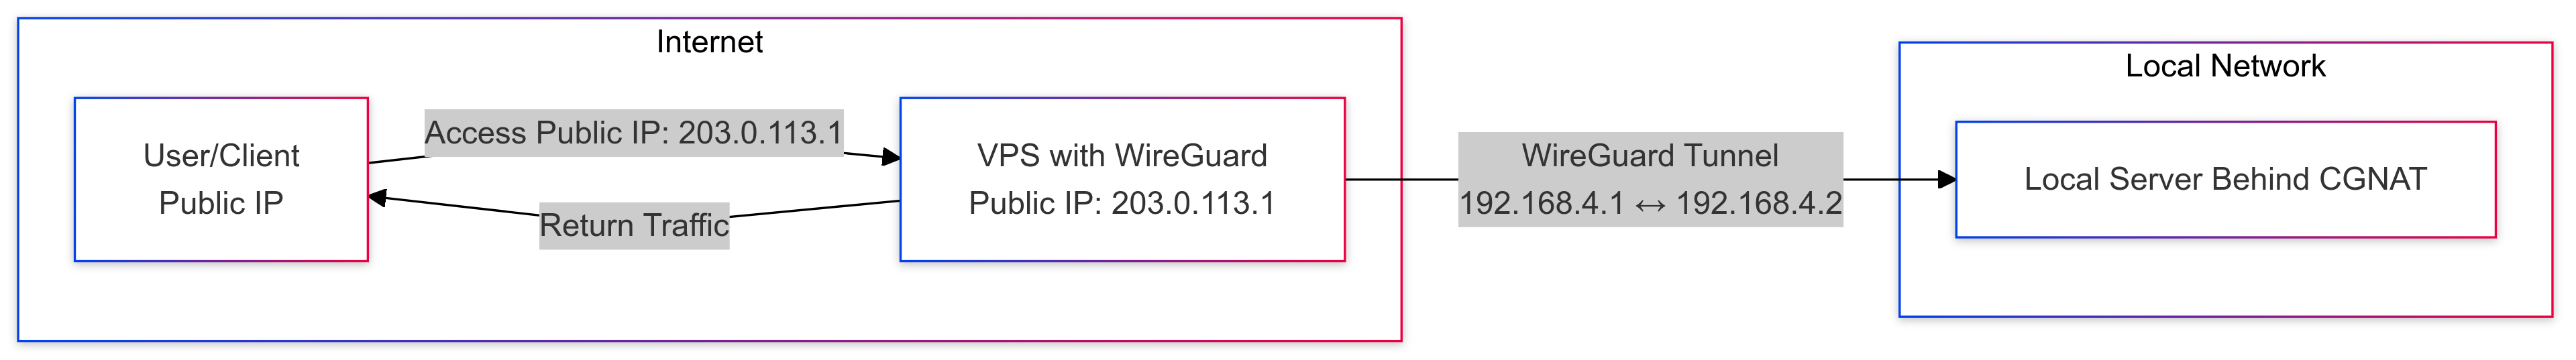 Internet
User/Client
Public IP
Access Public IP: 203.0.113.1
Return Traffic
VPS with WireGuard
Public IP: 203.0.113.1
WireGuard Tunnel
192.168.4.1 ↔ 192.168.4.2
Local Network
Local Server Behind CGNAT